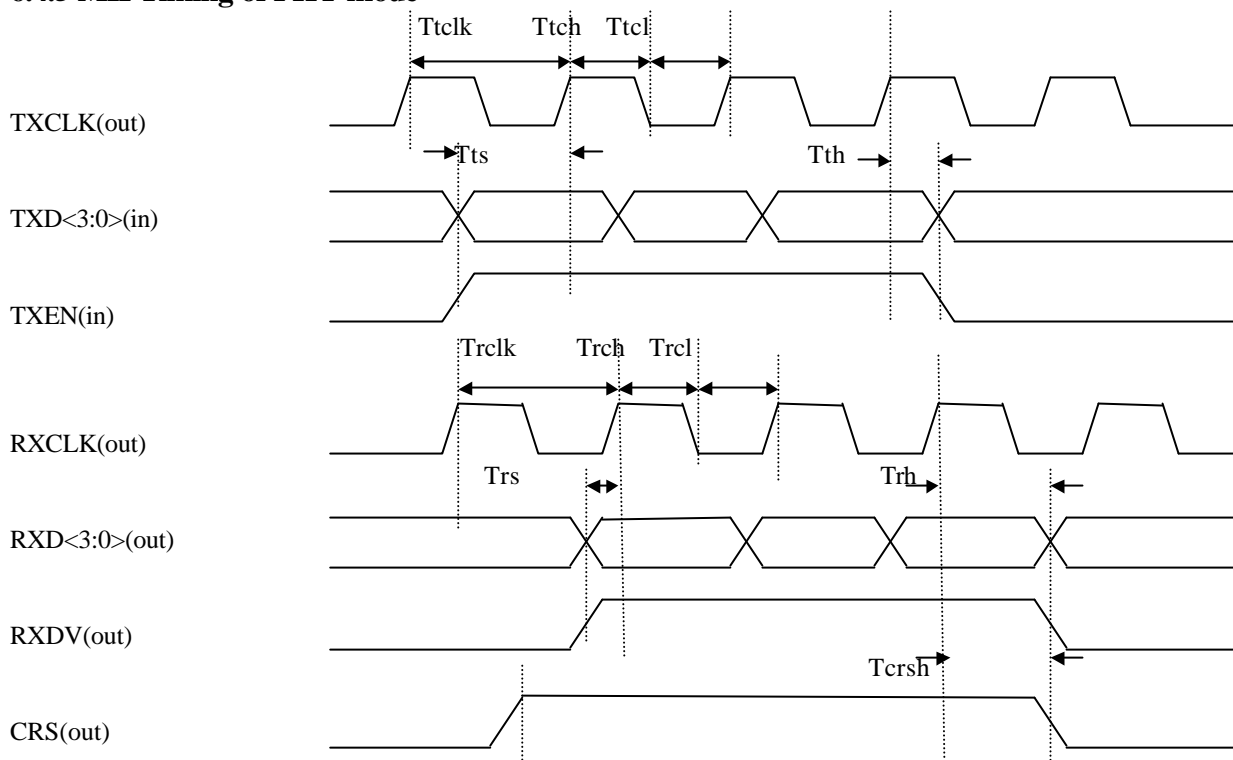 Ttclk Ttch Ttcl
TXCLK(out)
Tts Tth
TXD<3:0>(in)
TXEN(in)
Trclk Trch Trcl
RXCLK(out)
Trs Trh
RXD<3:0>(out)
RXDV(out)
Tcrsh
CRS(out)